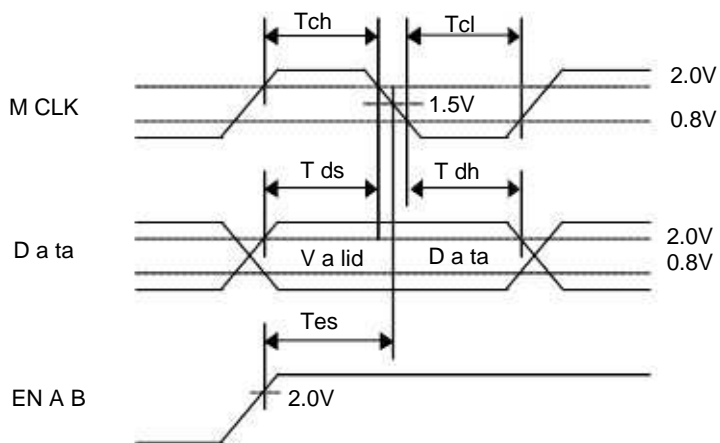 Tch
Tcl
2.0V
M CLK
1.5V
0.8V
T ds
T dh
D a ta
2.0V
V a lid
D a ta
0.8V
Tes
EN A B
2.0V